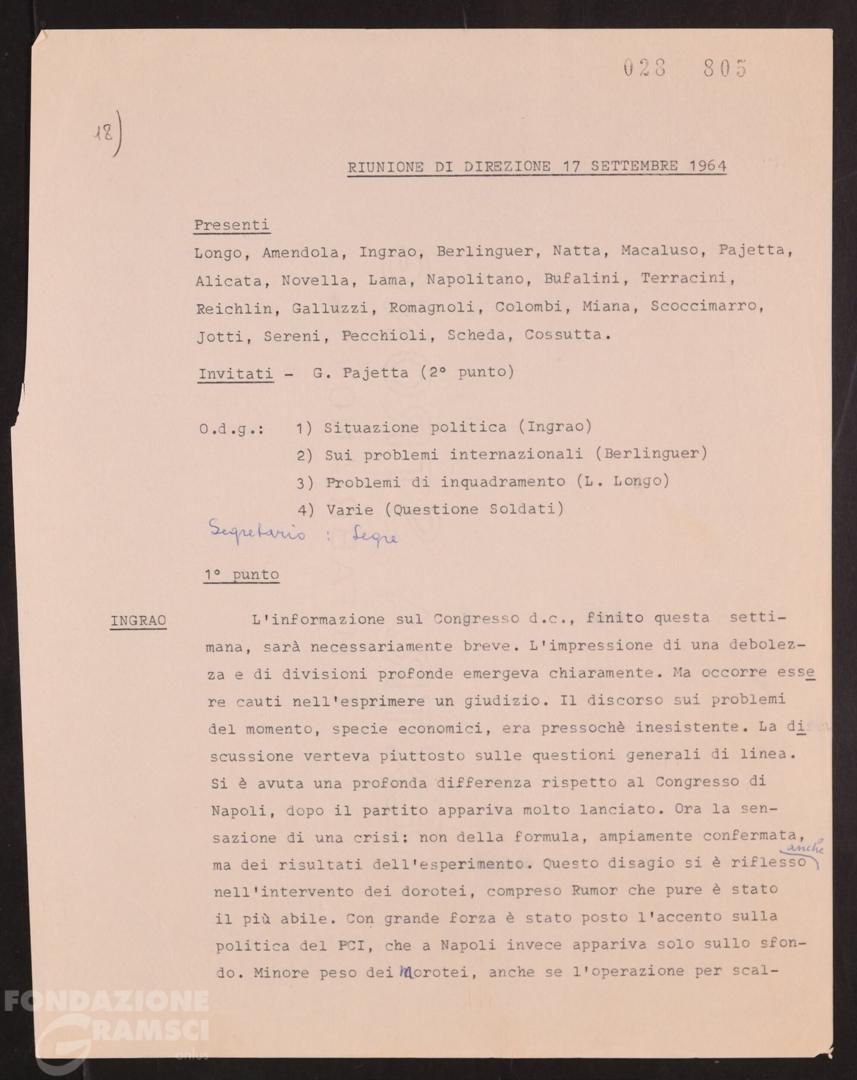 028 805
18)
RIUNIONE DI DIREZIONE 17 SETTEMBRE 1964
Presenti
Longo, Amendola, Ingrao, Berlinguer, Natta, Macaluso, Pajetta,
Alicata, Novella, Lama, Napolitano, Bufalini, Terracini,
Reichlin, Galluzzi, Romagnoli, Colombi, Miana, Scoccimarro,
Jotti, Sereni, Pecchioli, Scheda, Cossutta.
Invitati - G. Pajetta (2° punto)
O.d.g.: 1) Situazione politica (Ingrao)
2) Sui problemi internazionali (Berlinguer)
3) Problemi di inquadramento (L. Longo)
4) Varie (Questione Soldati)
Segretario : Segre
1° punto
INGRAO L'informazione sul Congresso d.c., finito questa setti-
mana, sarà necessariamente breve. L'impressione di una debolez-
za e di divisioni profonde emergeva chiaramente. Ma occorre esse
re cauti nell'esprimere un giudizio. Il discorso sui problemi
del momento, specie economici, era pressochè inesistente. La di
scussione verteva piuttosto sulle questioni generali di linea.
Si è avuta una profonda differenza rispetto al Congresso di
Napoli, dopo il partito appariva molto lanciato. Ora la sen-
sazione di una crisi: non della formula, ampiamente confermata,
ma dei risultati dell'esperimento. Questo disagio si è riflesso anche
nell'intervento dei dorotei, compreso Rumor che pure è stato
il più abile. Con grande forza è stato posto l'accento sulla
politica del PCI, che a Napoli invece appariva solo sullo sfon-
do. Minore peso dei Morotei, anche se l'operazione per scal-
FONDAZIONE
GRAMSCI
onlus